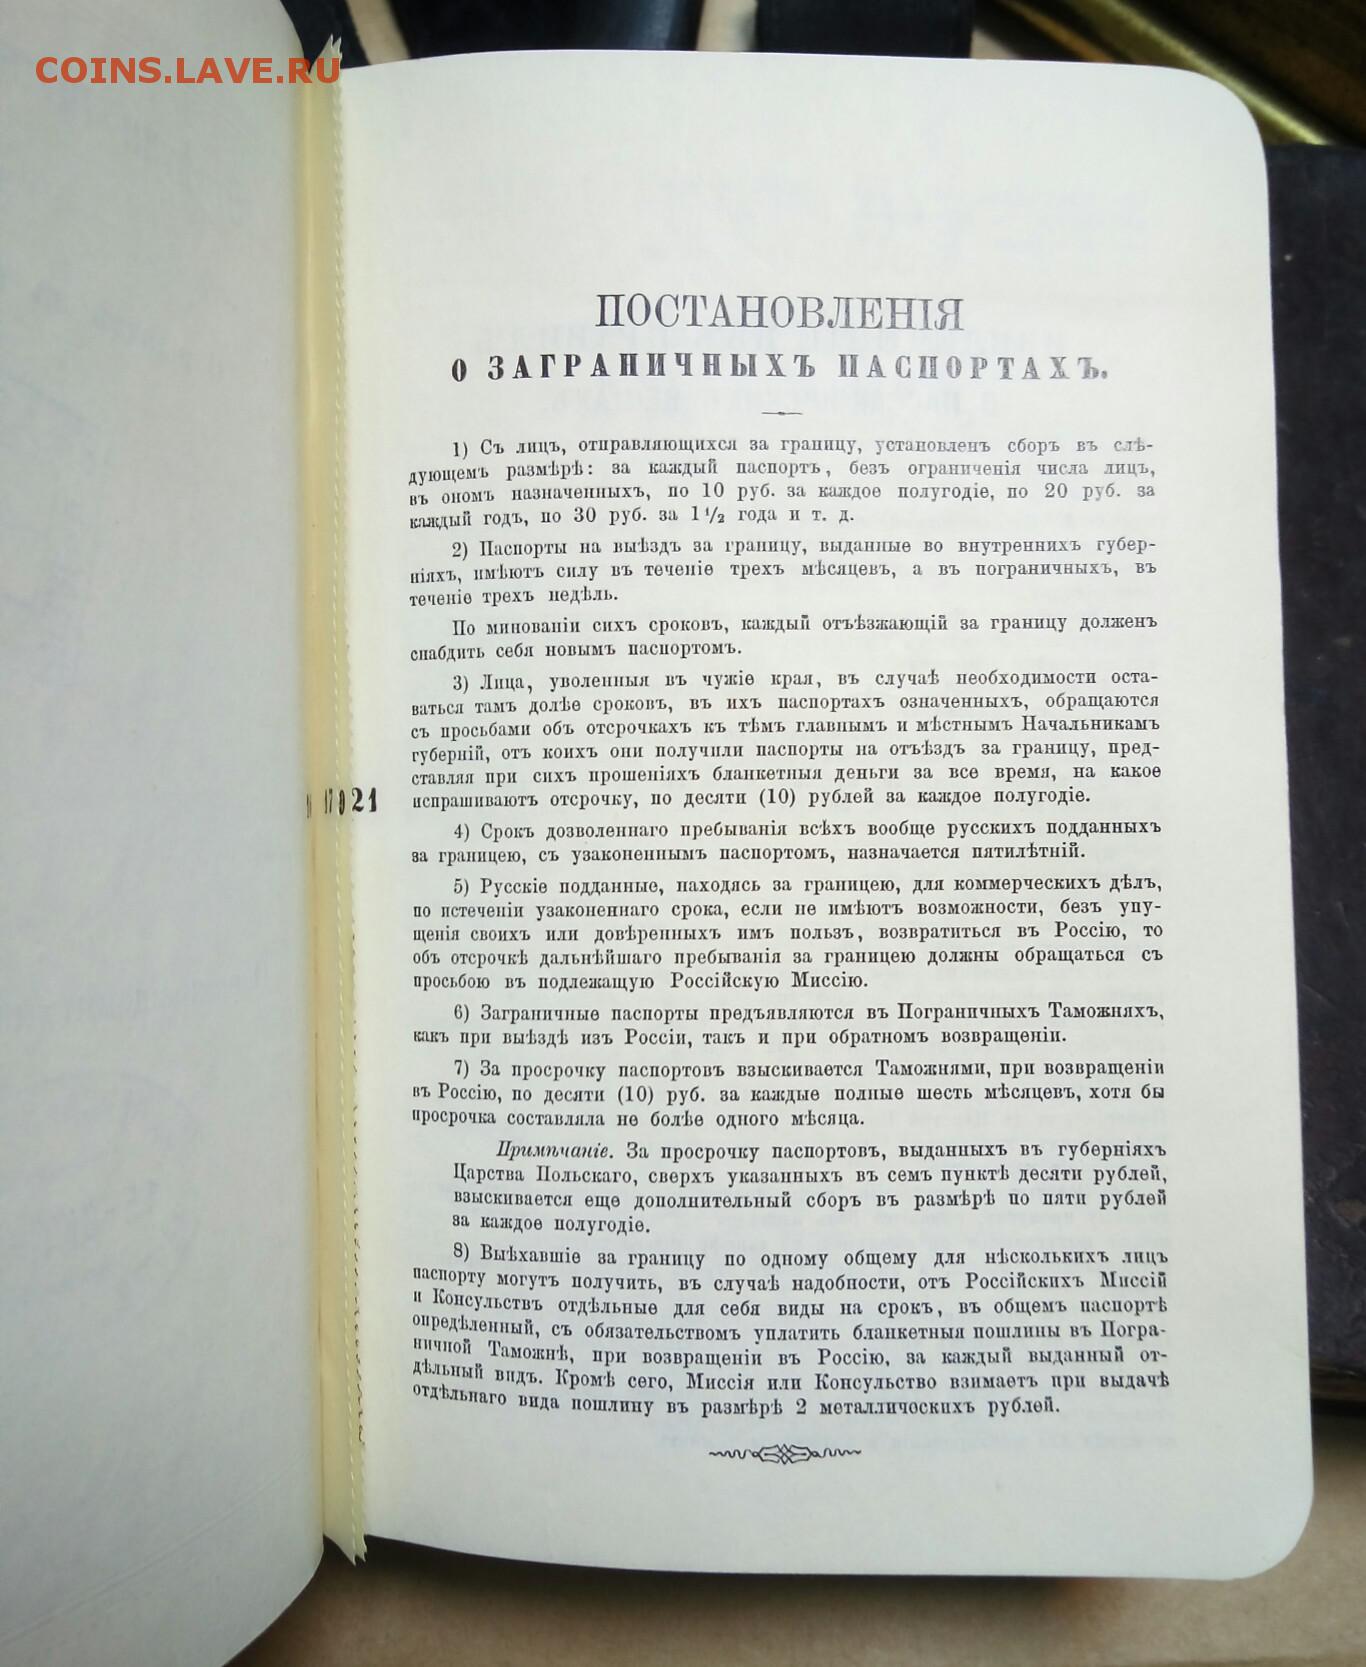 COINS.LAVE.RU
ПОСТАНОВЛЕНІЯ
О ЗАГРАНИЧНЫХЪ ПАСПОРТАХЪ.
1) Съ лицъ, отправляющихся за границу, установленъ сборъ въ слѣ-
дующемъ размѣрѣ: за каждый паспортъ, безъ ограниченія числа лицъ,
въ ономъ назначенныхъ, по 10 руб. за каждое полугодіе, по 20 руб. за
каждый годъ, по 30 руб. за 1 1/2 года и т. д.
2) Паспорты на выѣздъ за границу, выданные во внутреннихъ губер-
ніяхъ, имѣютъ силу въ теченіе трехъ мѣсяцевъ, а въ пограничныхъ, въ
теченіе трехъ недѣль.
По минованіи сихъ сроковъ, каждый отъѣзжающій за границу долженъ
снабдить себя новымъ паспортомъ.
3) Лица, уволенныя въ чужіе края, въ случаѣ необходимости оста-
ваться тамъ долѣе сроковъ, въ ихъ паспортахъ означенныхъ, обращаются
съ просьбами объ отсрочкахъ къ тѣмъ главнымъ и мѣстнымъ Начальникамъ
губерній, отъ коихъ они получили паспорты на отъѣздъ за границу, пред-
ставляя при сихъ прошеніяхъ бланкетныя деньги за все время, на какое
испрашиваютъ отсрочку, по десяти (10) рублей за каждое полугодіе.
21
4) Срокъ дозволеннаго пребыванія всѣхъ вообще русскихъ подданныхъ
за границею, съ узаконеннымъ паспортомъ, назначается пятилѣтній.
5) Русскіе подданные, находясь за границею, для коммерческихъ дѣлъ,
по истеченіи узаконеннаго срока, если не имѣютъ возможности, безъ упу-
щенія своихъ или довѣренныхъ имъ пользъ, возвратиться въ Россію, то
объ отсрочкѣ дальнѣйшаго пребыванія за границею должны обращаться съ
просьбою въ подлежащую Россійскую Миссію.
6) Заграничные паспорты предъявляются въ Пограничныхъ Таможняхъ,
какъ при выѣздѣ изъ Россіи, такъ и при обратномъ возвращеніи.
7) За просрочку паспортовъ взыскивается Таможнями, при возвращеніи
въ Россію, по десяти (10) руб. за каждые полные шесть мѣсяцевъ, хотя бы
просрочка составляла не болѣе одного мѣсяца.
Примѣчаніе. За просрочку паспортовъ, выданныхъ въ губерніяхъ
Царства Польскаго, сверхъ указанныхъ въ семъ пунктѣ десяти рублей,
взыскивается еще дополнительный сборъ въ размѣрѣ по пяти рублей
за каждое полугодіе.
8) Выѣхавшіе за границу по одному общему для нѣсколькихъ лицъ
паспорту могутъ получить, въ случаѣ надобности, отъ Россійскихъ Миссій
и Консульствъ отдѣльные для себя виды на срокъ, въ общемъ паспортѣ
опредѣленный, съ обязательствомъ уплатить бланкетныя пошлины въ Погра-
ничной Таможнѣ, при возвращеніи въ Россію, за каждый выданный от-
дѣльный видъ. Кромѣ сего, Миссія или Консульство взимаетъ при выдачѣ
отдѣльнаго вида пошлину въ размѣрѣ 2 металлическихъ рублей.